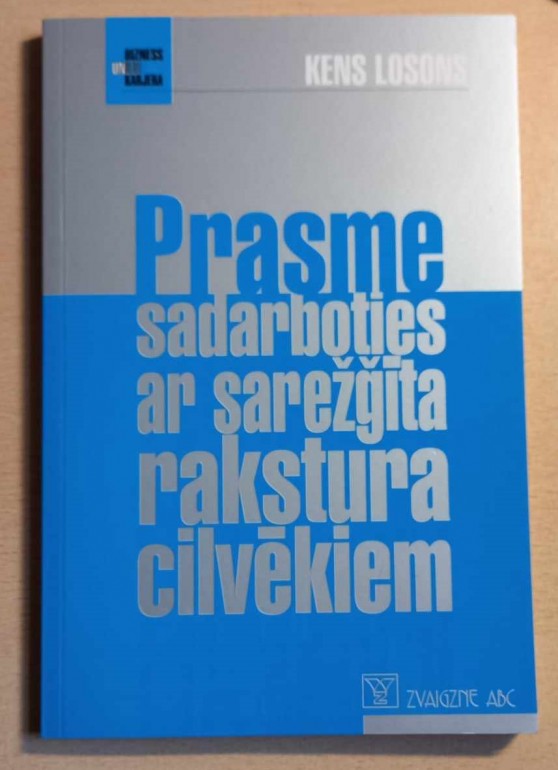 BIZNESS
UN
KARJERA
KENS LOSONS
Prasme
sadarboties
ar sarežģīta
rakstura
cilvēkiem
ZVAIGZNE ABC